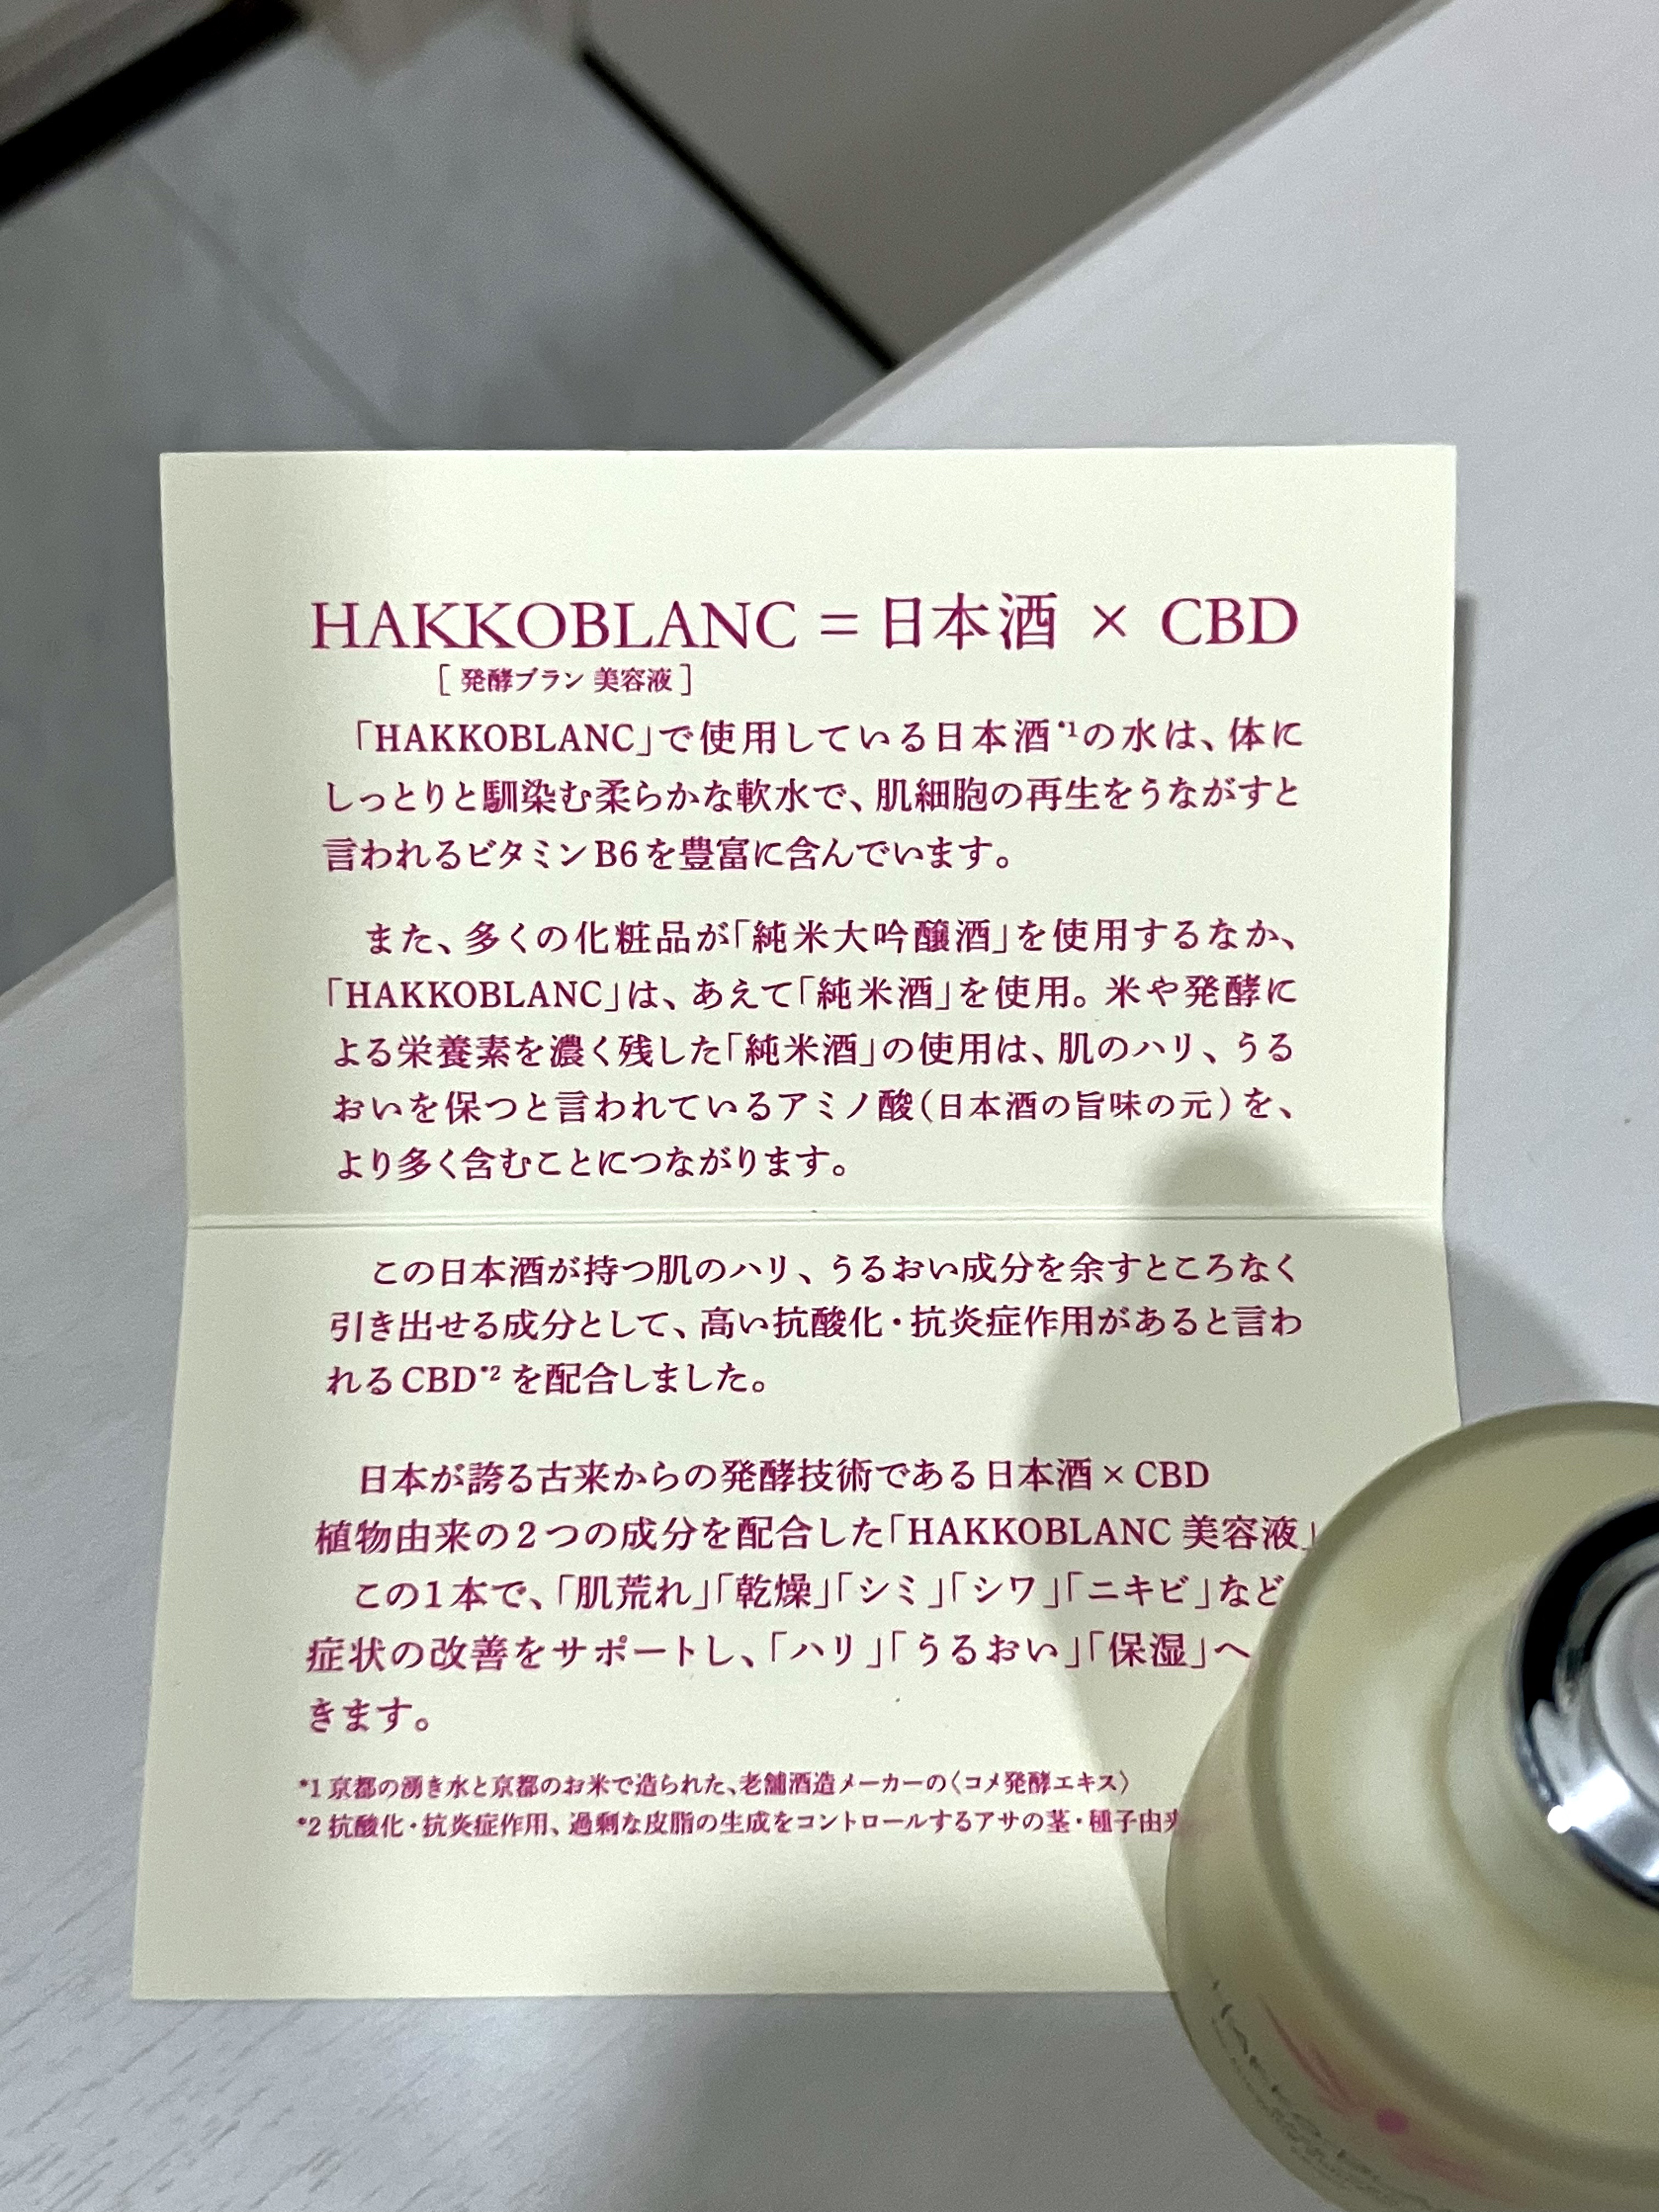 HAKKOBLANC = 日本酒 × CBD
[ 発酵ブラン 美容液 ]
「HAKKOBLANC」で使用している日本酒*1の水は、体に
しっとりと馴染む柔らかな軟水で、肌細胞の再生をうながすと
言われるビタミンB6を豊富に含んでいます。
また、多くの化粧品が「純米大吟醸酒」を使用するなか、
「HAKKOBLANC」は、あえて「純米酒」を使用。米や発酵に
よる栄養素を濃く残した「純米酒」の使用は、肌のハリ、うる
おいを保つと言われているアミノ酸(日本酒の旨味の元)を、
より多く含むことにつながります。
この日本酒が持つ肌のハリ、うるおい成分を余すところなく
引き出せる成分として、高い抗酸化・抗炎症作用があると言わ
れるCBD*2 を配合しました。
日本が誇る古来からの発酵技術である日本酒×CBD
植物由来の2つの成分を配合した「HAKKOBLANC 美容液」
この1本で、「肌荒れ」「乾燥」「シミ」「シワ」「ニキビ」など
症状の改善をサポートし、「ハリ」「うるおい」「保湿」へ
きます。
*1 京都の湧き水と京都のお米で造られた、老舗酒造メーカーの〈コメ発酵エキス〉
*2 抗酸化・抗炎症作用、過剰な皮脂の生成をコントロールするアサの茎・種子由来